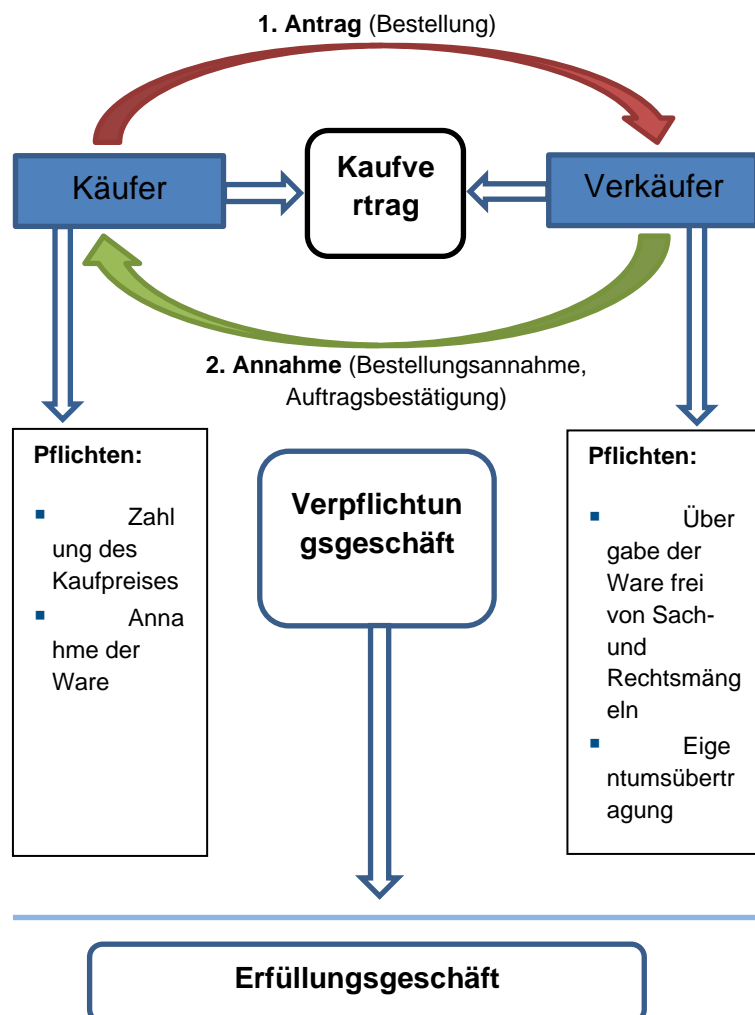 1. Antrag (Bestellung)
Käufer
Kaufve
rtrag
Verkäufer
2. Annahme (Bestellungsannahme,
Auftragsbestätigung)
Pflichten:
▪ Zahl
ung des
Kaufpreises
▪ Anna
hme der
Ware
Verpflichtun
gsgeschäft
Pflichten:
▪ Über
gabe der
Ware frei
von Sach-
und
Rechtsmäng
eln
▪ Eige
ntumsübertr
agung
Erfüllungsgeschäft